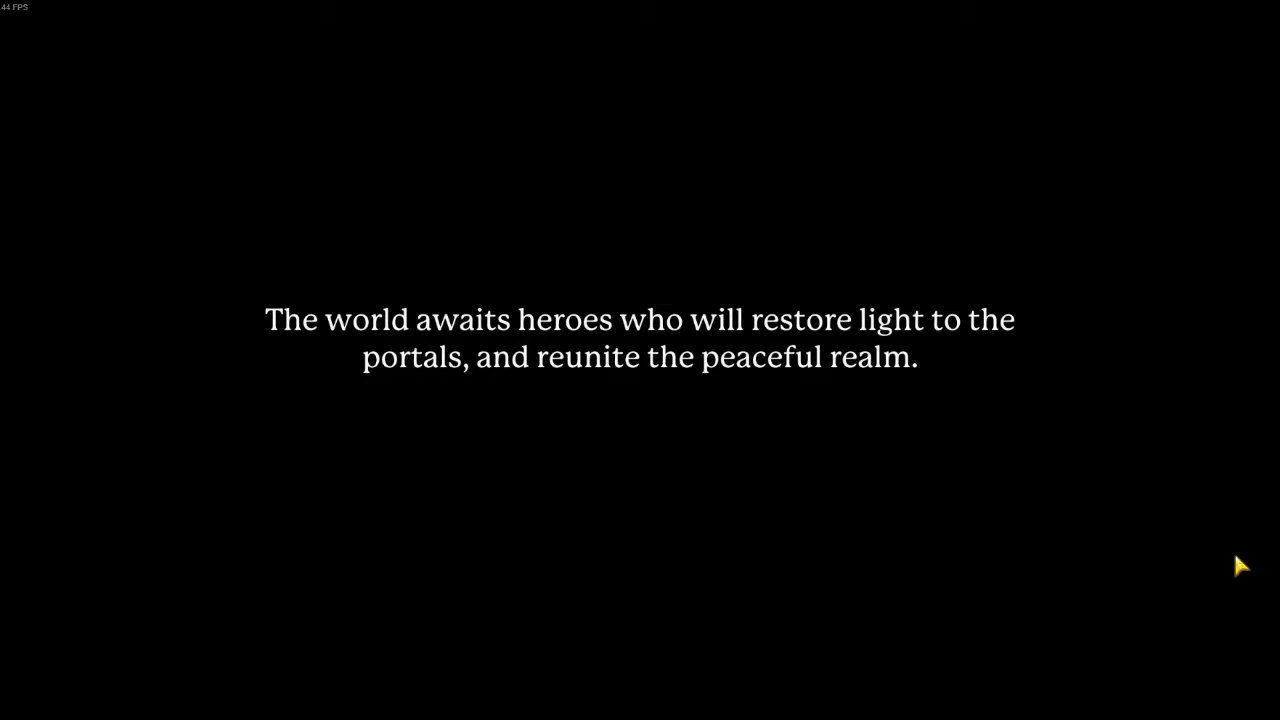 44 FPS
The world awaits heroes who will restore light to the
portals, and reunite the peaceful realm.